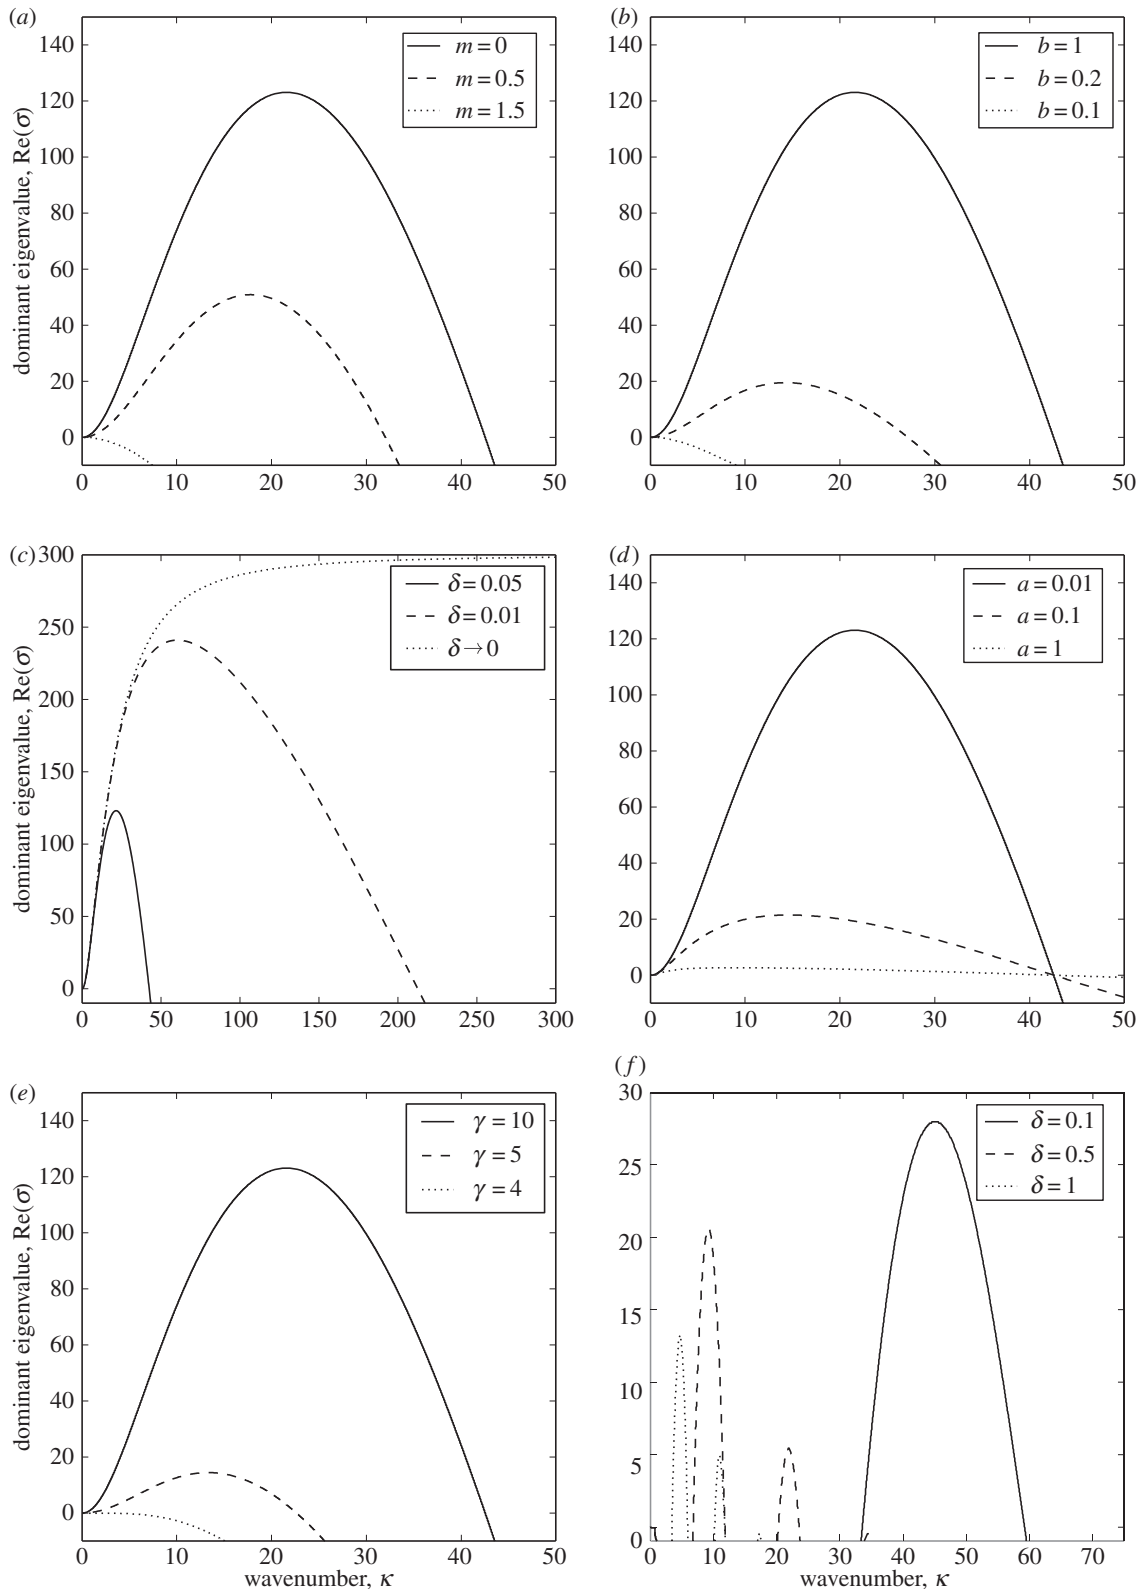 (a)
140
120
100
80
60
40
20
0
dominant eigenvalue, Re(σ)
m = 0
m = 0.5
m = 1.5
0 10 20 30 40 50
(b)
140
120
100
80
60
40
20
0
b = 1
b = 0.2
b = 0.1
0 10 20 30 40 50
(c)
300
250
200
150
100
50
0
dominant eigenvalue, Re(σ)
δ = 0.05
δ = 0.01
δ → 0
0 50 100 150 200 250 300
(d)
140
120
100
80
60
40
20
0
a = 0.01
a = 0.1
a = 1
0 10 20 30 40 50
(e)
140
120
100
80
60
40
20
0
dominant eigenvalue, Re(σ)
γ = 10
γ = 5
γ = 4
0 10 20 30 40 50
wavenumber, κ
(f)
30
25
20
15
10
5
0
δ = 0.1
δ = 0.5
δ = 1
0 10 20 30 40 50 60 70
wavenumber, κ